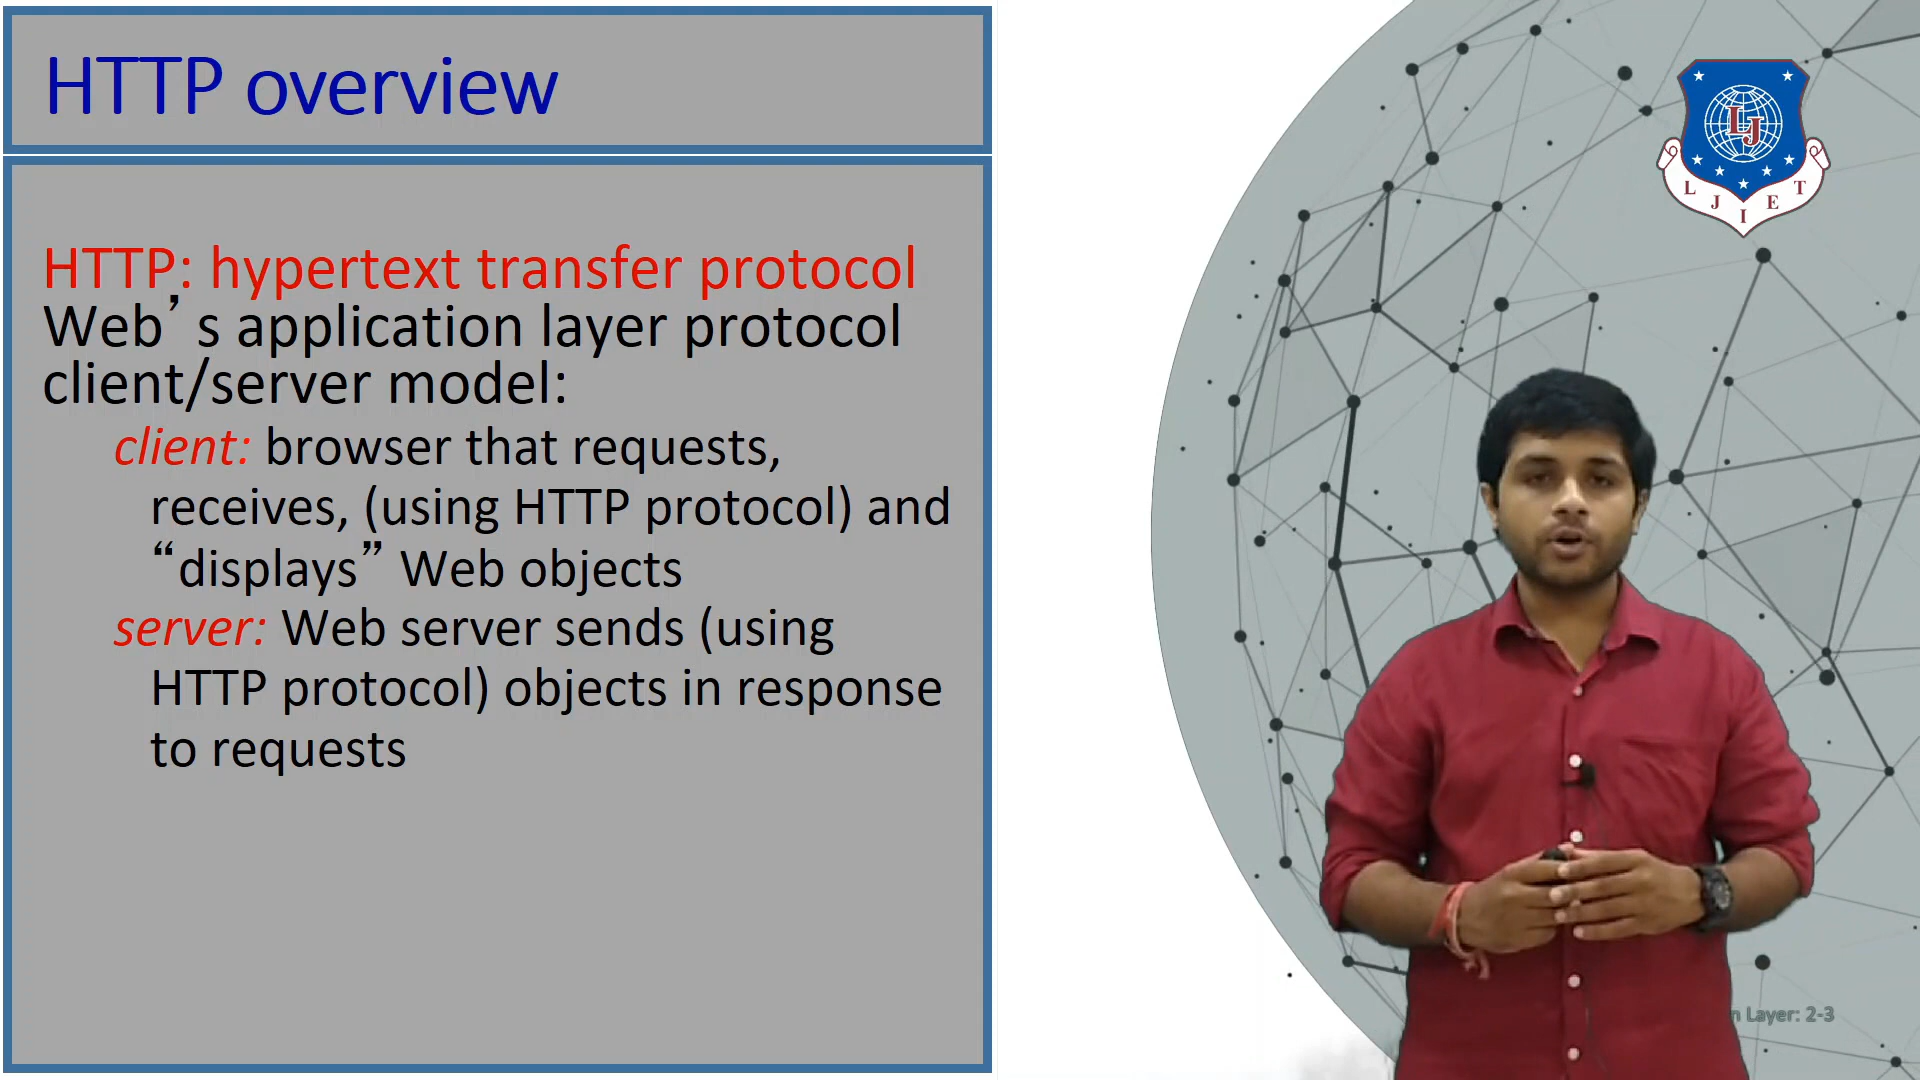 HTTP overview
HTTP: hypertext transfer protocol
Web’s application layer protocol
client/server model:
client: browser that requests,
receives, (using HTTP protocol) and
“displays” Web objects
server: Web server sends (using
HTTP protocol) objects in response
to requests
LJ
L J I E T
Layer: 2-3